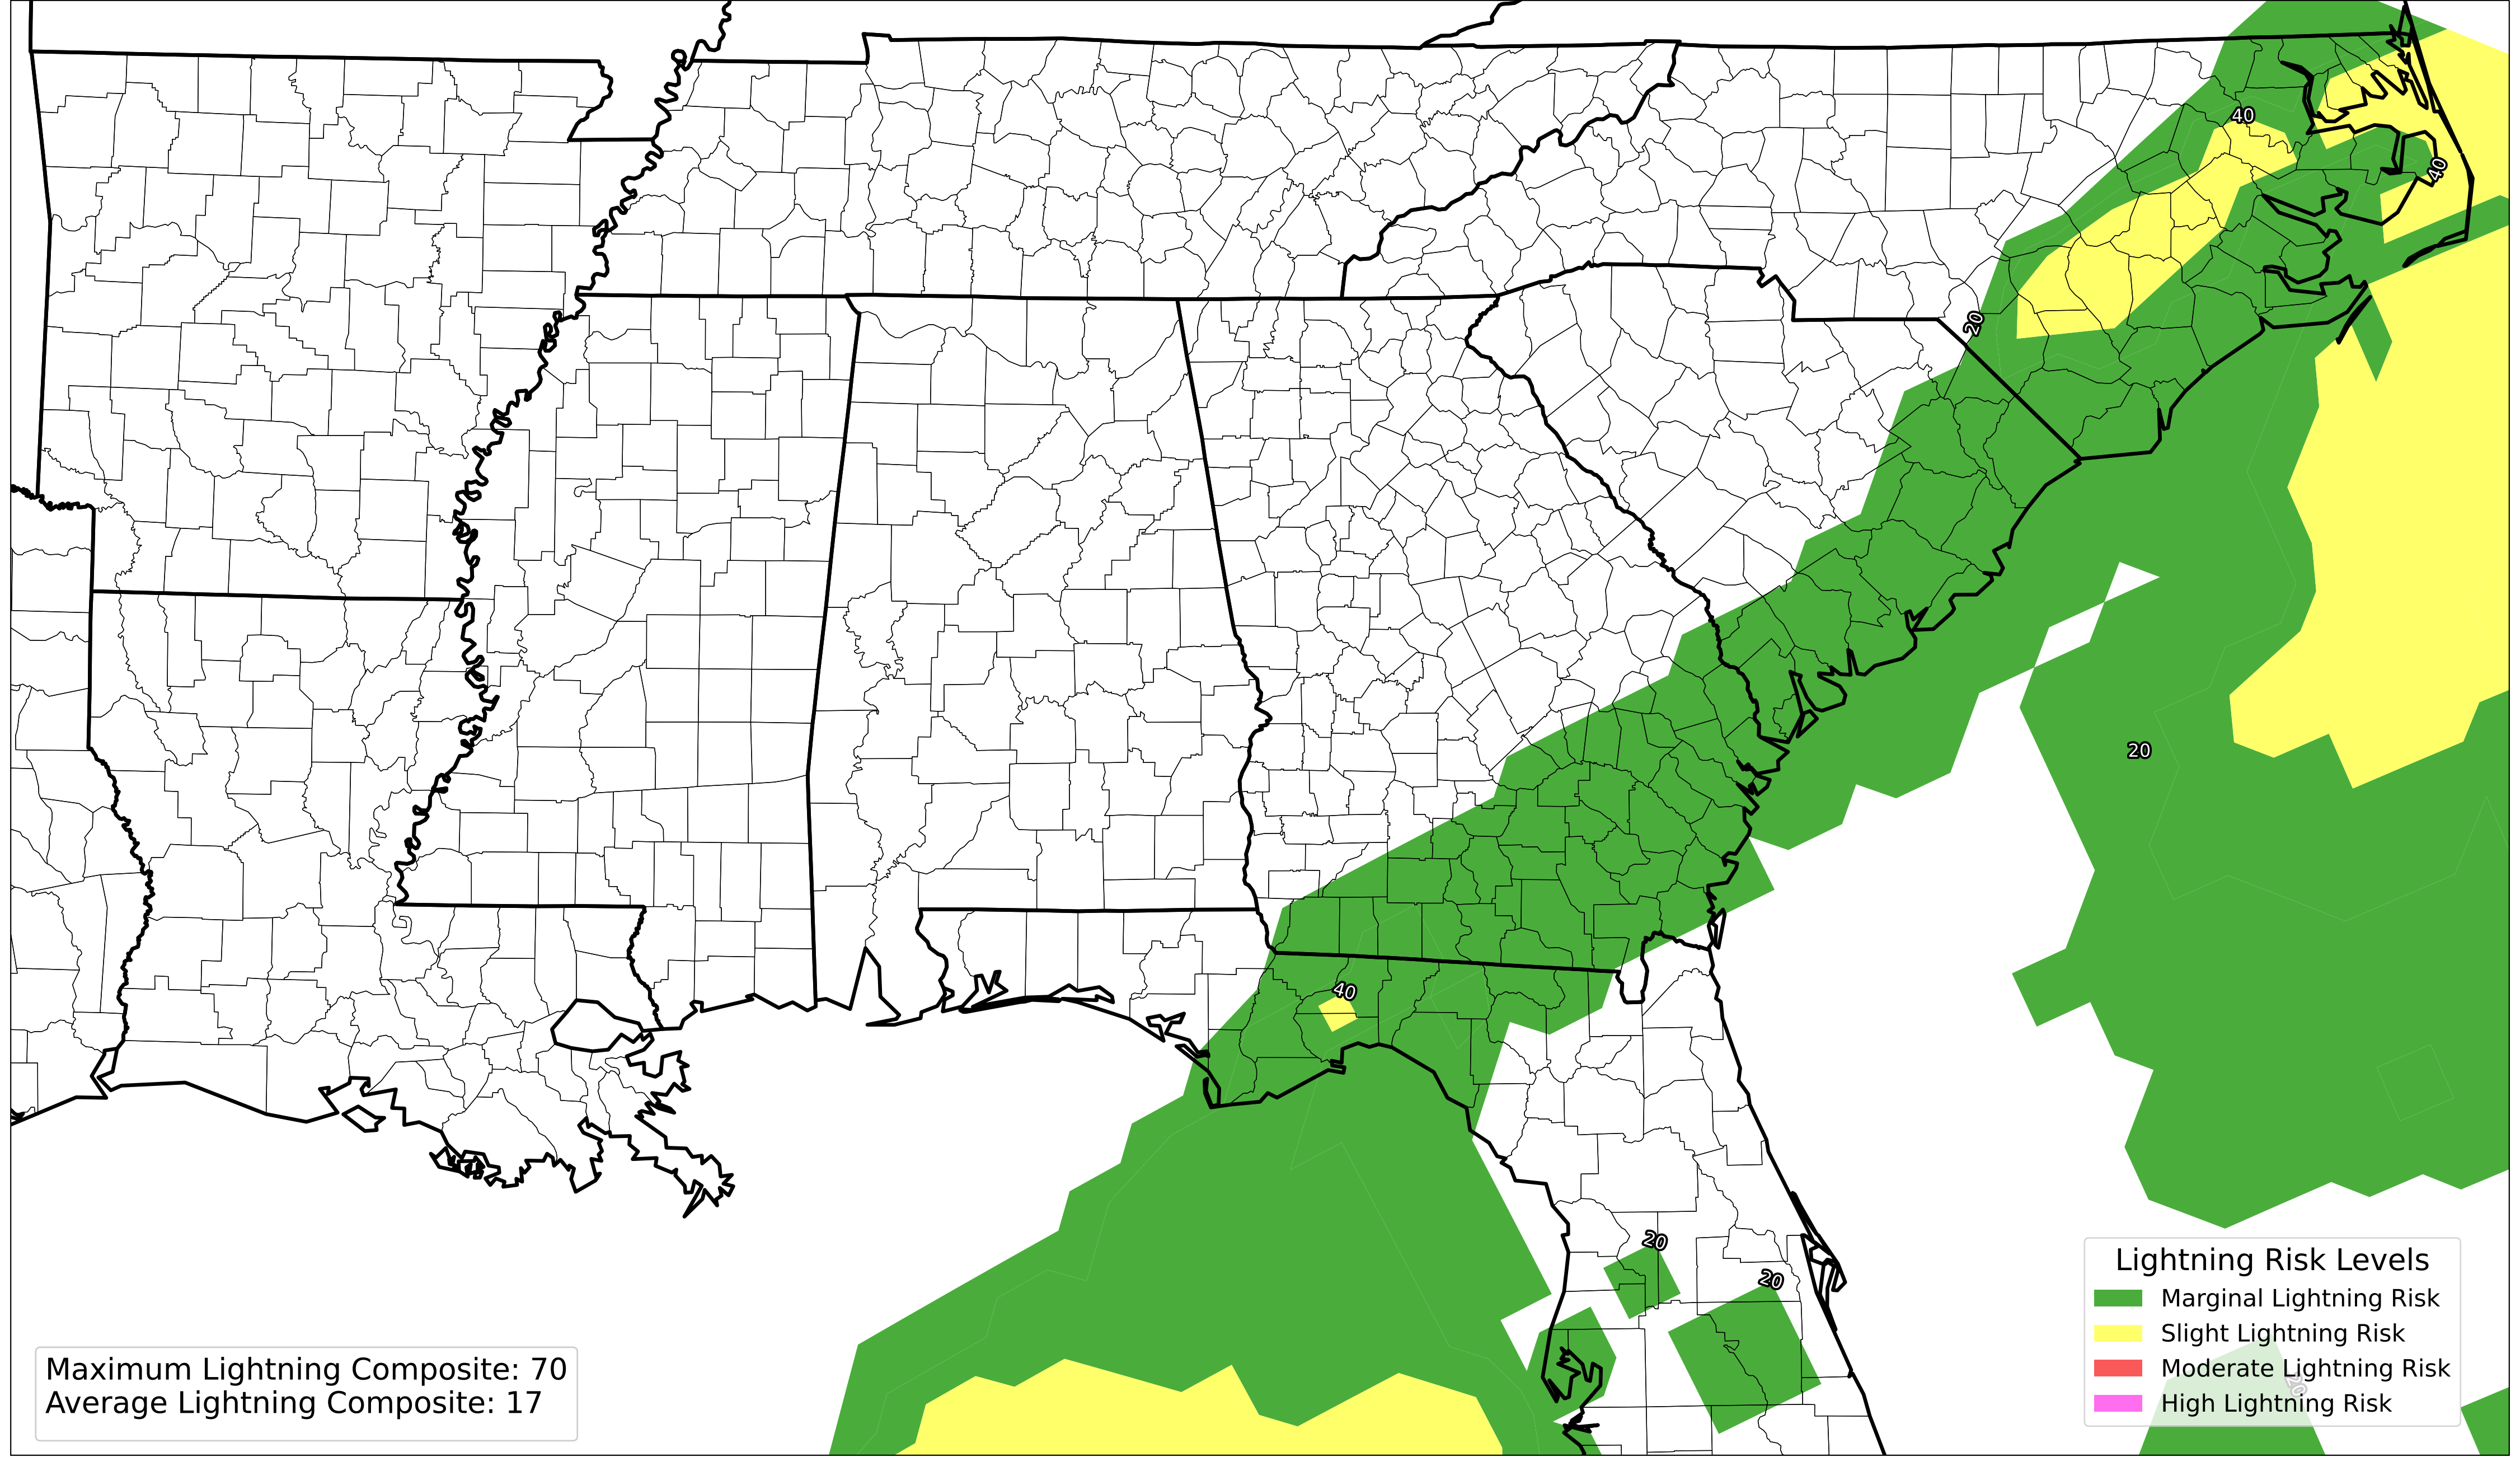 40
40
20
20
40
20
20
Lightning Risk Levels
Marginal Lightning Risk
Slight Lightning Risk
Moderate Lightning Risk
High Lightning Risk
20
Maximum Lightning Composite: 70
Average Lightning Composite: 17